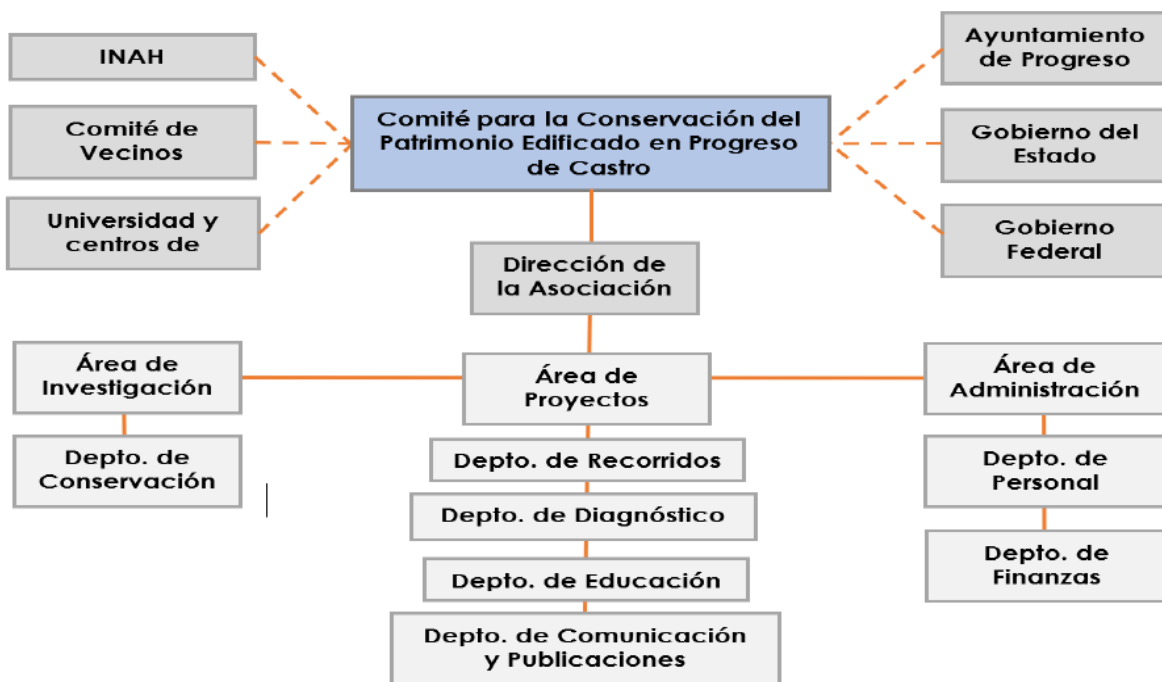 INAH
Comité de
Vecinos
Universidad y
centros de
Comité para la Conservación del
Patrimonio Edificado en Progreso
de Castro
Ayuntamiento
de Progreso
Gobierno del
Estado
Gobierno
Federal
Dirección de
la Asociación
Área de
Investigación
Depto. de
Conservación
Área de
Proyectos
Depto. de Recorridos
Depto. de Diagnóstico
Depto. de Educación
Depto. de Comunicación
y Publicaciones
Área de
Administración
Depto. de
Personal
Depto. de
Finanzas